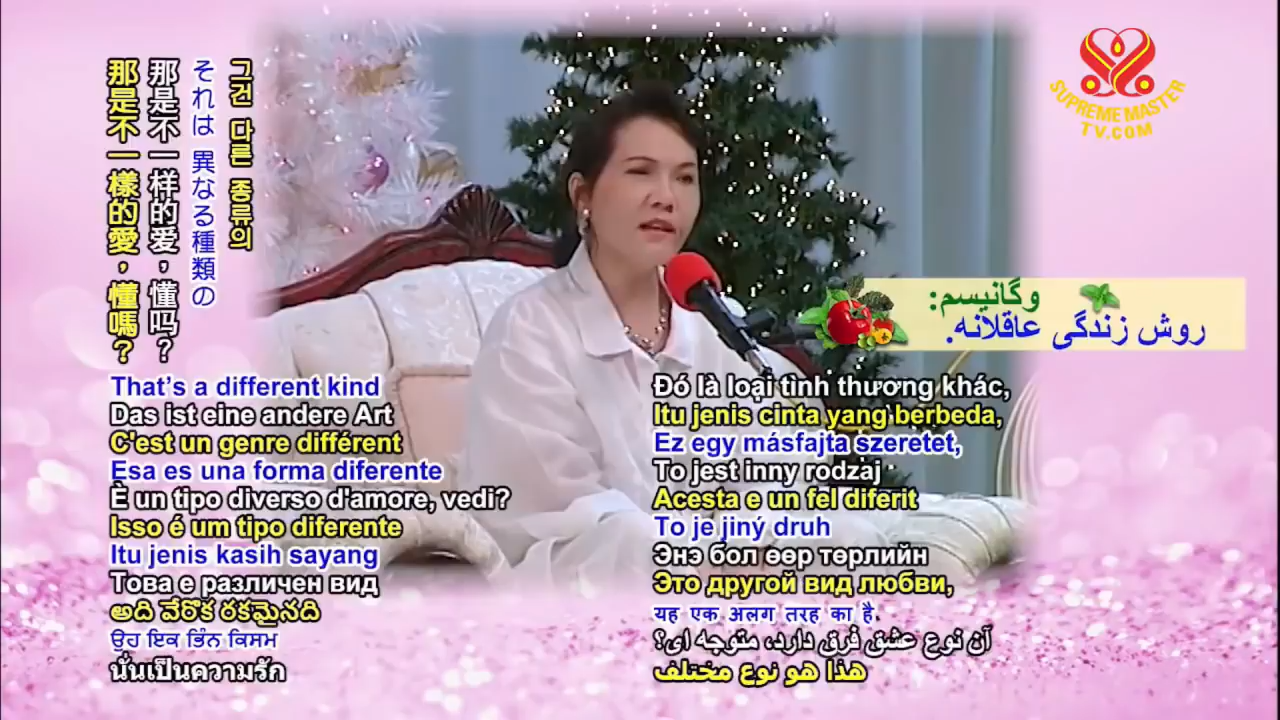 그건 다른 종류의
それは 異なる種類の
那是不一样的爱，懂吗？
那是不一樣的愛，懂嗎？
SUPREME MASTER
TV.COM
وگانیسم:
روش زندگی عاقلانه.
That’s a different kind
Das ist eine andere Art
C'est un genre différent
Esa es una forma diferente
È un tipo diverso d'amore, vedi?
Isso é um tipo diferente
Itu jenis kasih sayang
Това е различен вид
అది వేరొక రకమైనది
ਉਹ ਇਕ ਭਿੰਨ ਕਿਸਮ
นั่นเป็นความรัก
Đó là loại tình thương khác,
Itu jenis cinta yang berbeda,
Ez egy másfajta szeretet,
To jest inny rodzaj
Acesta e un fel diferit
To je jiný druh
Энэ бол өөр төрлийн
Это другой вид любви,
यह एक अलग तरह का है.
آن نوع عشق فرق دارد، متوجه ای؟
هذا هو نوع مختلف